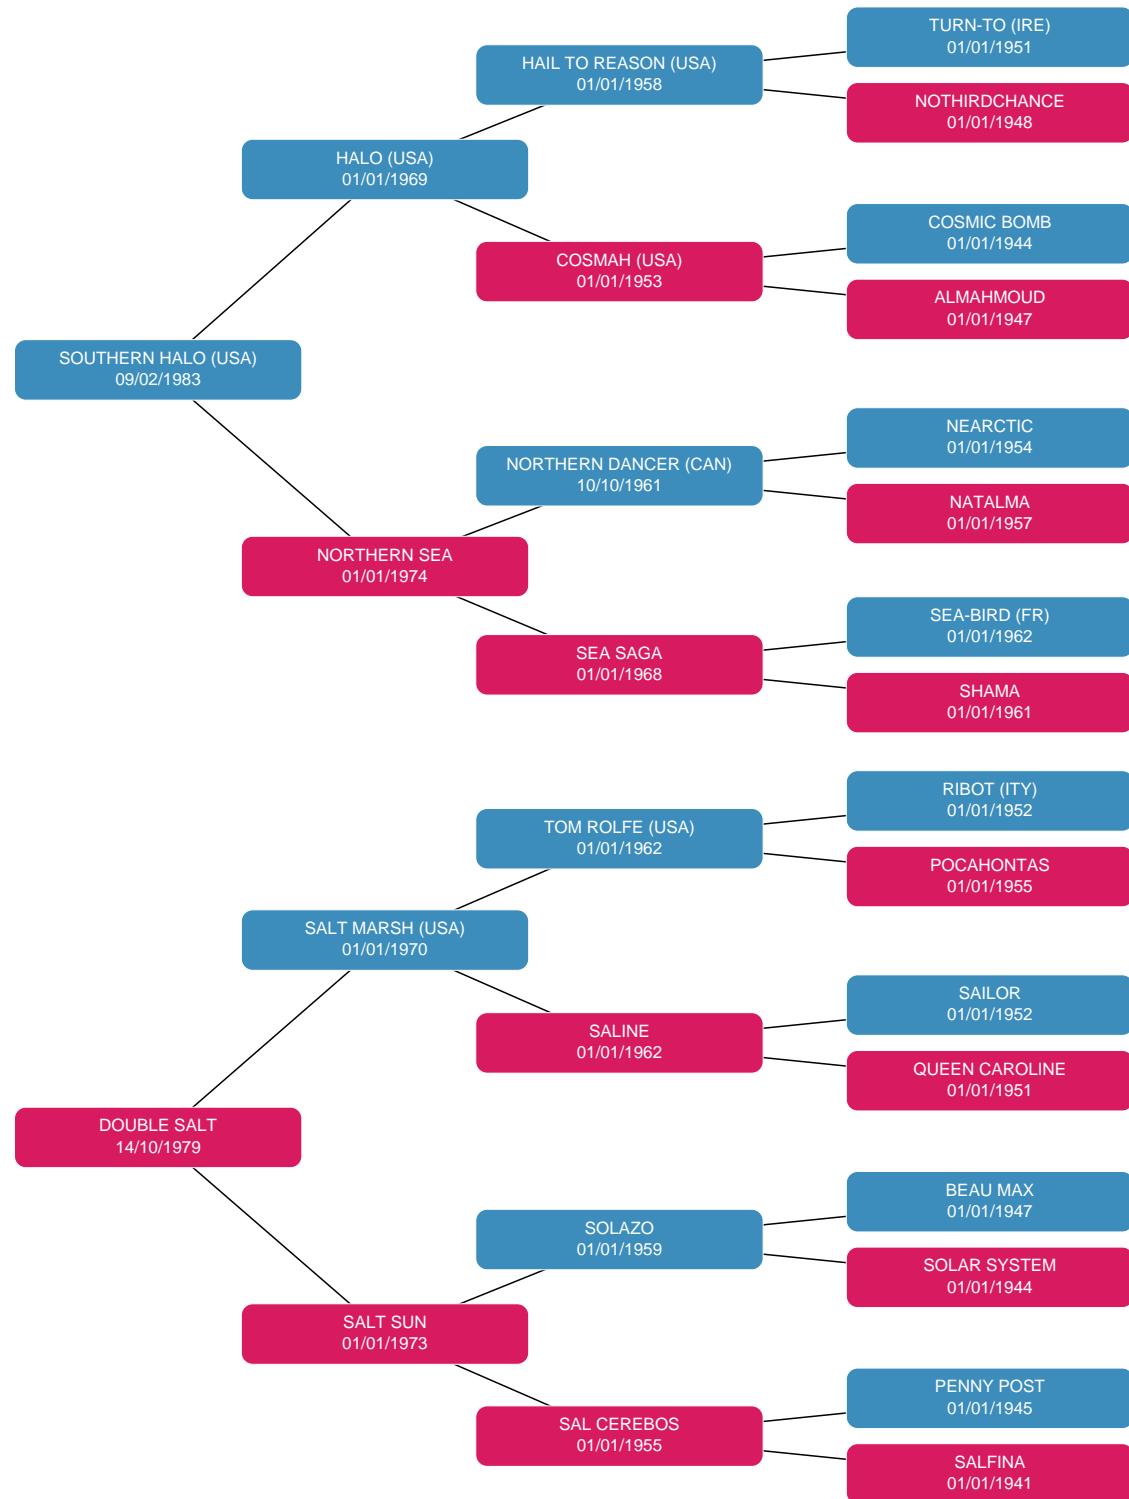 TURN-TO (IRE)
01/01/1951
HAIL TO REASON (USA)
01/01/1958
NOTHIRDCHANCE
01/01/1948
HALO (USA)
01/01/1969
COSMIC BOMB
01/01/1944
COSMAH (USA)
01/01/1953
ALMAHMOUD
01/01/1947
SOUTHERN HALO (USA)
09/02/1983
NEARCTIC
01/01/1954
NORTHERN DANCER (CAN)
10/10/1961
NATALMA
01/01/1957
NORTHERN SEA
01/01/1974
SEA-BIRD (FR)
01/01/1962
SEA SAGA
01/01/1968
SHAMA
01/01/1961
RIBOT (ITY)
01/01/1952
TOM ROLFE (USA)
01/01/1962
POCAHONTAS
01/01/1955
SALT MARSH (USA)
01/01/1970
SAILOR
01/01/1952
SALINE
01/01/1962
QUEEN CAROLINE
01/01/1951
DOUBLE SALT
14/10/1979
BEAU MAX
01/01/1947
SOLAZO
01/01/1959
SOLAR SYSTEM
01/01/1944
SALT SUN
01/01/1973
PENNY POST
01/01/1945
SAL CEREBOS
01/01/1955
SALFINA
01/01/1941